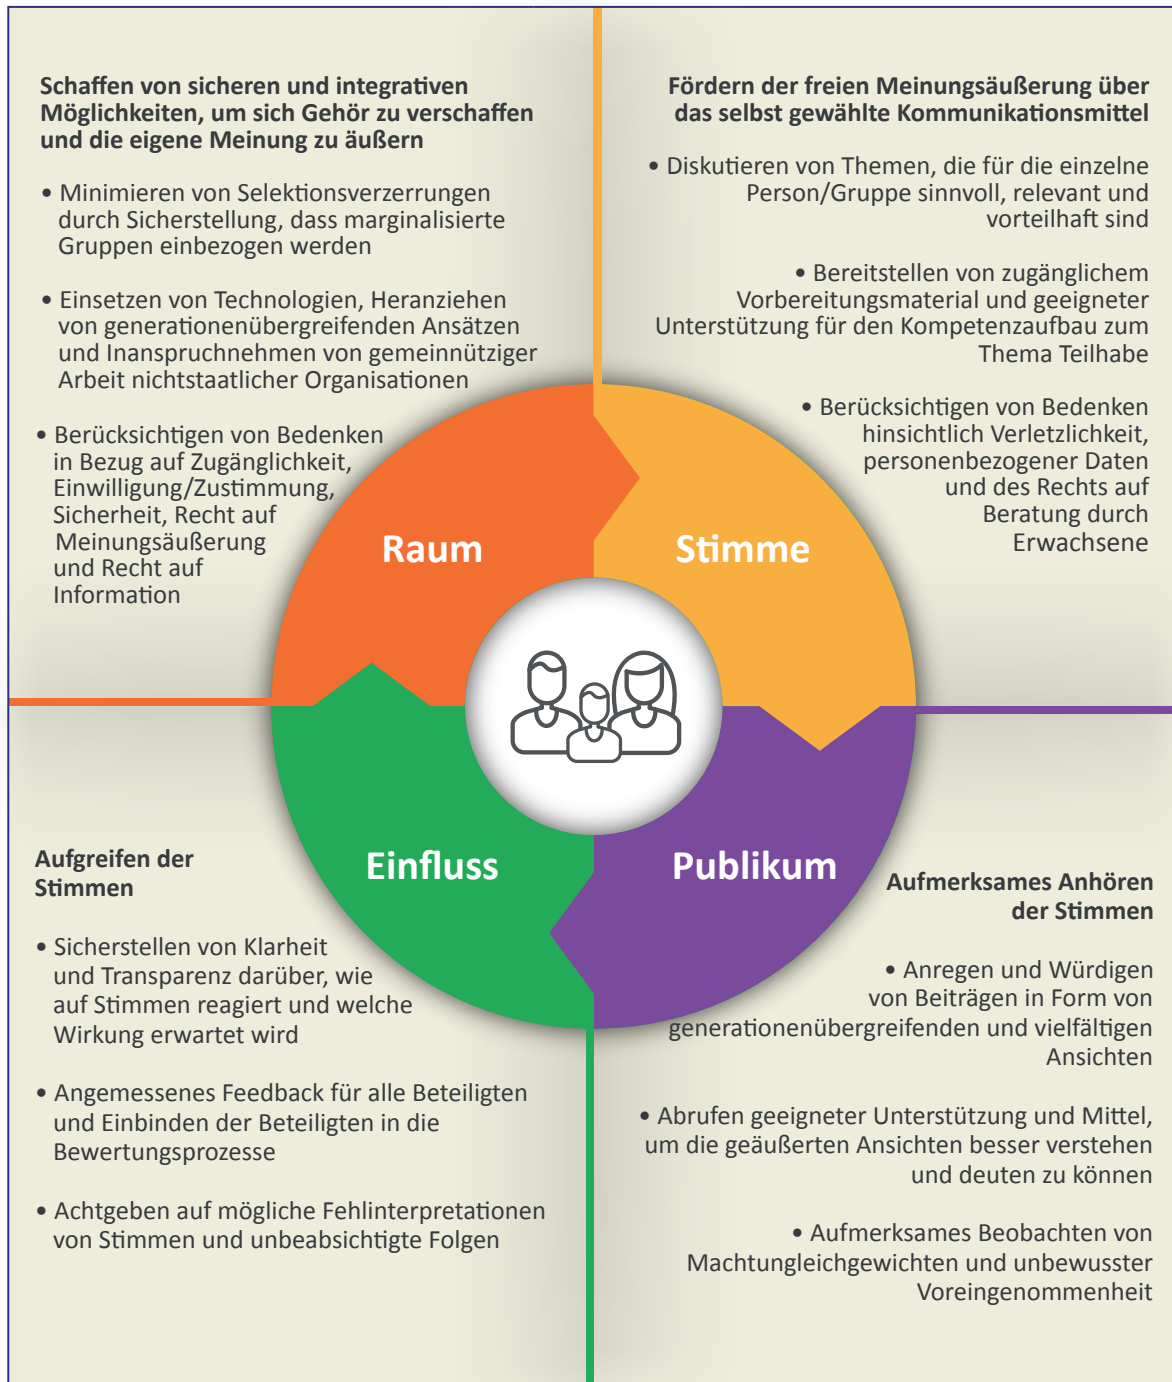 Schaffen von sicheren und integrativen
Möglichkeiten, um sich Gehör zu verschaffen
und die eigene Meinung zu äußern
• Minimieren von Selektionsverzerrungen
durch Sicherstellung, dass marginalisierte
Gruppen einbezogen werden
• Einsetzen von Technologien, Heranziehen
von generationenübergreifenden Ansätzen
und Inanspruchnehmen von gemeinnütziger
Arbeit nichtstaatlicher Organisationen
• Berücksichtigen von Bedenken
in Bezug auf Zugänglichkeit,
Einwilligung/Zustimmung,
Sicherheit, Recht auf
Meinungsäußerung
und Recht auf
Information
Raum
Fördern der freien Meinungsäußerung über
das selbst gewählte Kommunikationsmittel
• Diskutieren von Themen, die für die einzelne
Person/Gruppe sinnvoll, relevant und
vorteilhaft sind
• Bereitstellen von zugänglichem
Vorbereitungsmaterial und geeigneter
Unterstützung für den Kompetenzaufbau zum
Thema Teilhabe
• Berücksichtigen von Bedenken
hinsichtlich Verletzlichkeit,
personenbezogener Daten
und des Rechts auf
Beratung durch
Erwachsene
Stimme
Publikum
Aufmerksames Anhören
der Stimmen
• Anregen und Würdigen
von Beiträgen in Form von
generationenübergreifenden und vielfältigen
Ansichten
• Abrufen geeigneter Unterstützung und Mittel,
um die geäußerten Ansichten besser verstehen
und deuten zu können
• Aufmerksames Beobachten von
Machtungleichgewichten und unbewusster
Voreingenommenheit
Einfluss
Aufgreifen der
Stimmen
• Sicherstellen von Klarheit
und Transparenz darüber, wie
auf Stimmen reagiert und welche
Wirkung erwartet wird
• Angemessenes Feedback für alle Beteiligten
und Einbinden der Beteiligten in die
Bewertungsprozesse
• Achtgeben auf mögliche Fehlinterpretationen
von Stimmen und unbeabsichtigte Folgen